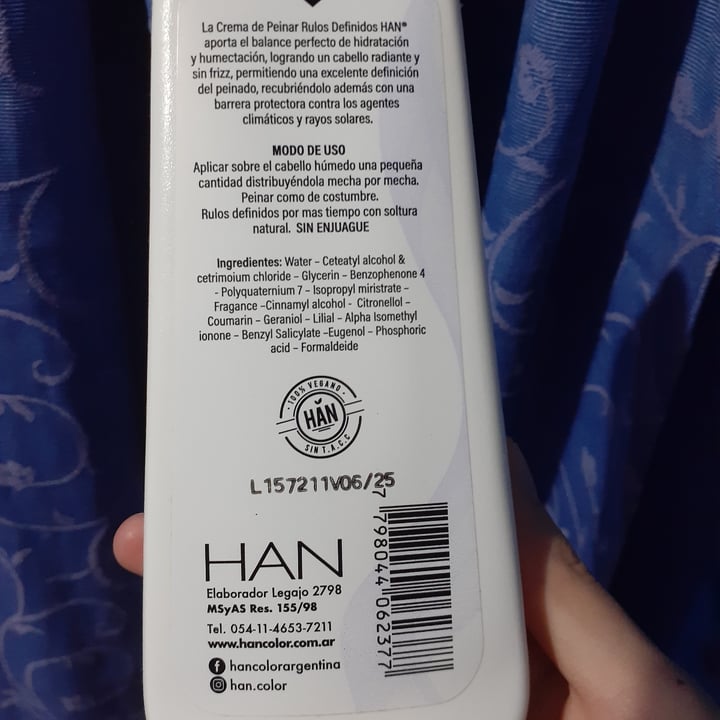 La Crema de Peinar Rulos Definidos HAN®
aporta el balance perfecto de hidratación
y humectación, logrando un cabello radiante y
sin frizz, permitiendo una excelente definición
del peinado, recubriéndolo además con una
barrera protectora contra los agentes
climáticos y rayos solares.
MODO DE USO
Aplicar sobre el cabello húmedo una pequeña
cantidad distribuyéndola mecha por mecha.
Peinar como de costumbre.
Rulos definidos por mas tiempo con soltura
natural. SIN ENJUAGUE
Ingredientes: Water – Ceteatyl alcohol &
cetrimoium chloride – Glycerin – Benzophenone 4
- Polyquaternium 7 – Isopropyl miristrate –
Fragance –Cinnamyl alcohol - Citronellol –
Coumarin – Geraniol – Lilial – Alpha Isomethyl
ionone – Benzyl Salicylate –Eugenol – Phosphoric
acid – Formaldeide
100% VEGANO
HĀN
SIN T.A.C.C
L157211V06/25
HAN
Elaborador Legajo 2798
MSyAS Res. 155/98
Tel. 054-11-4653-7211
www.hancolor.com.ar
hancolorargentina
han.color
7 798044 062377